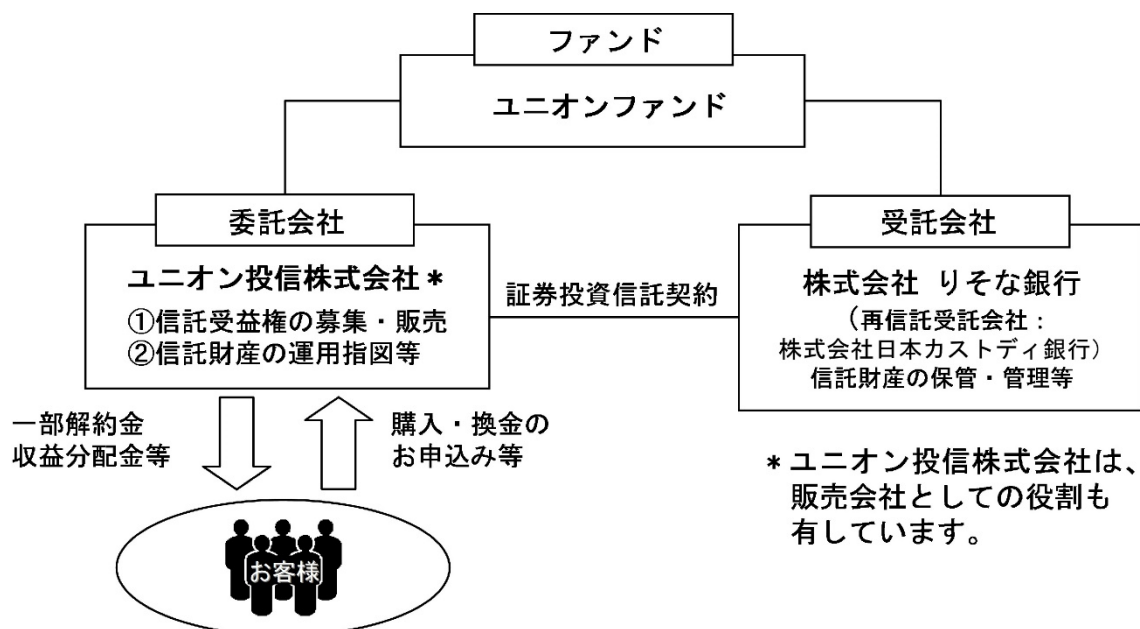 ファンド
ユニオンファンド
委託会社
ユニオン投信株式会社*
①信託受益権の募集・販売
②信託財産の運用指図等
証券投資信託契約
受託会社
株式会社 りそな銀行
(再信託受託会社:
株式会社日本カストディ銀行)
信託財産の保管・管理等
一部解約金
収益分配金等
購入・換金の
お申込み等
お客様
*ユニオン投信株式会社は、
販売会社としての役割も
有しています。